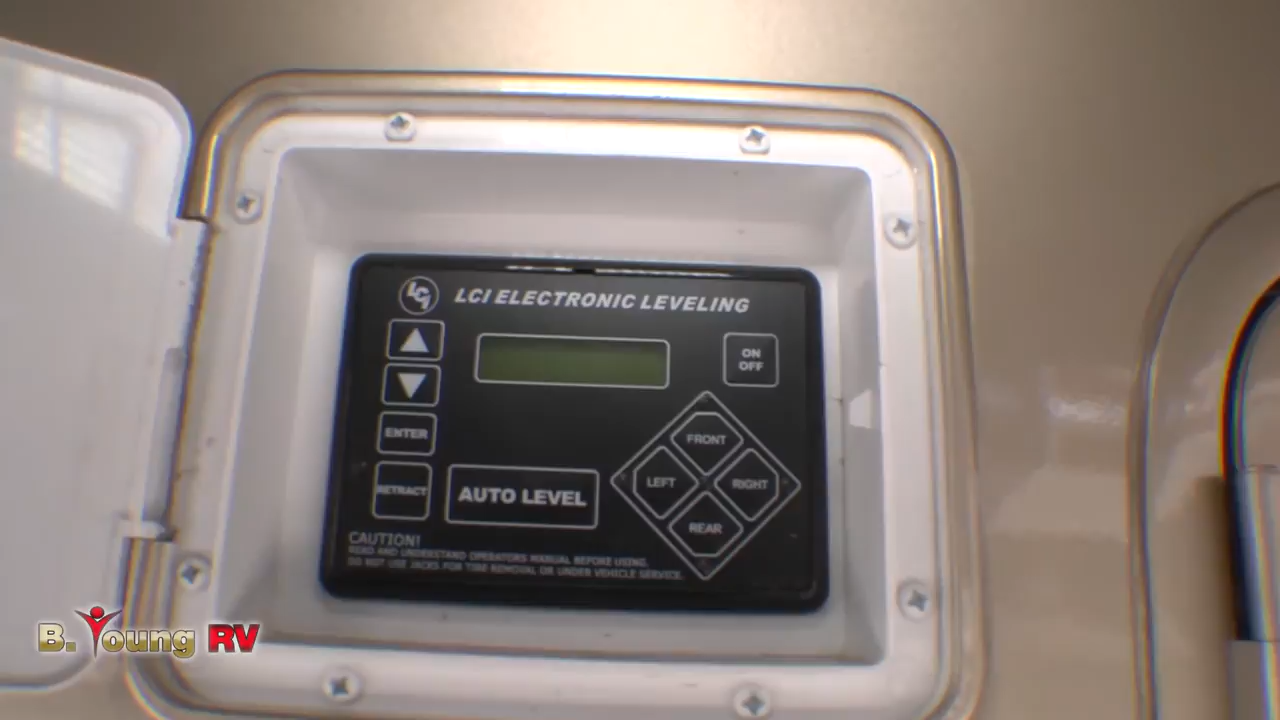 LCI
LCI ELECTRONIC LEVELING
ON
OFF
ENTER
FRONT
LEFT
RIGHT
RETRACT
AUTO LEVEL
REAR
CAUTION!
READ AND UNDERSTAND OPERATORS MANUAL BEFORE USING.
DO NOT USE JACKS FOR TIRE REMOVAL OR UNDER VEHICLE SERVICE.
B. Young RV